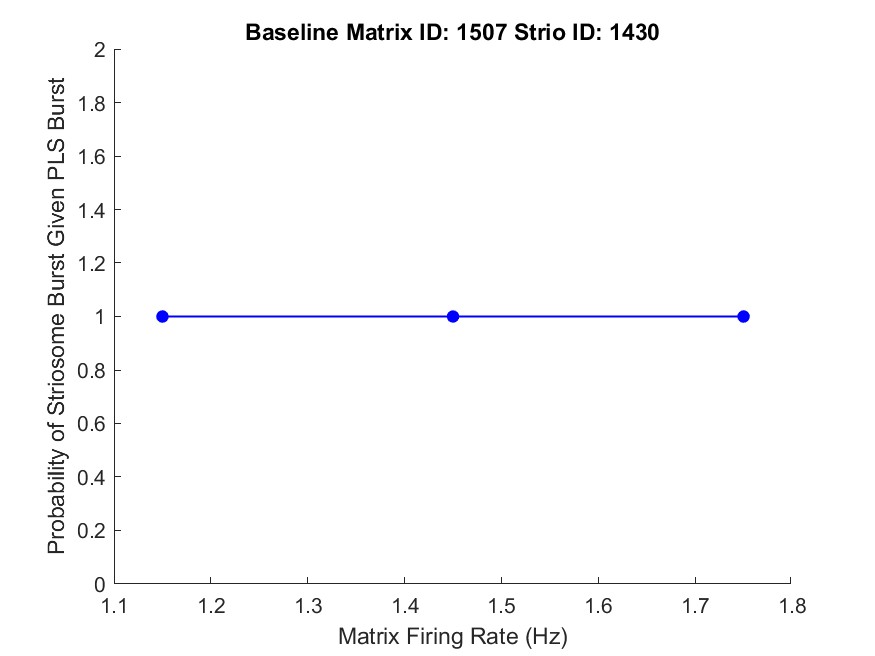 Baseline Matrix ID: 1507 Strio ID: 1430
Probability of Striosome Burst Given PLS Burst
2
1.8
1.6
1.4
1.2
1
0.8
0.6
0.4
0.2
0
1.1 1.2 1.3 1.4 1.5 1.6 1.7 1.8
Matrix Firing Rate (Hz)